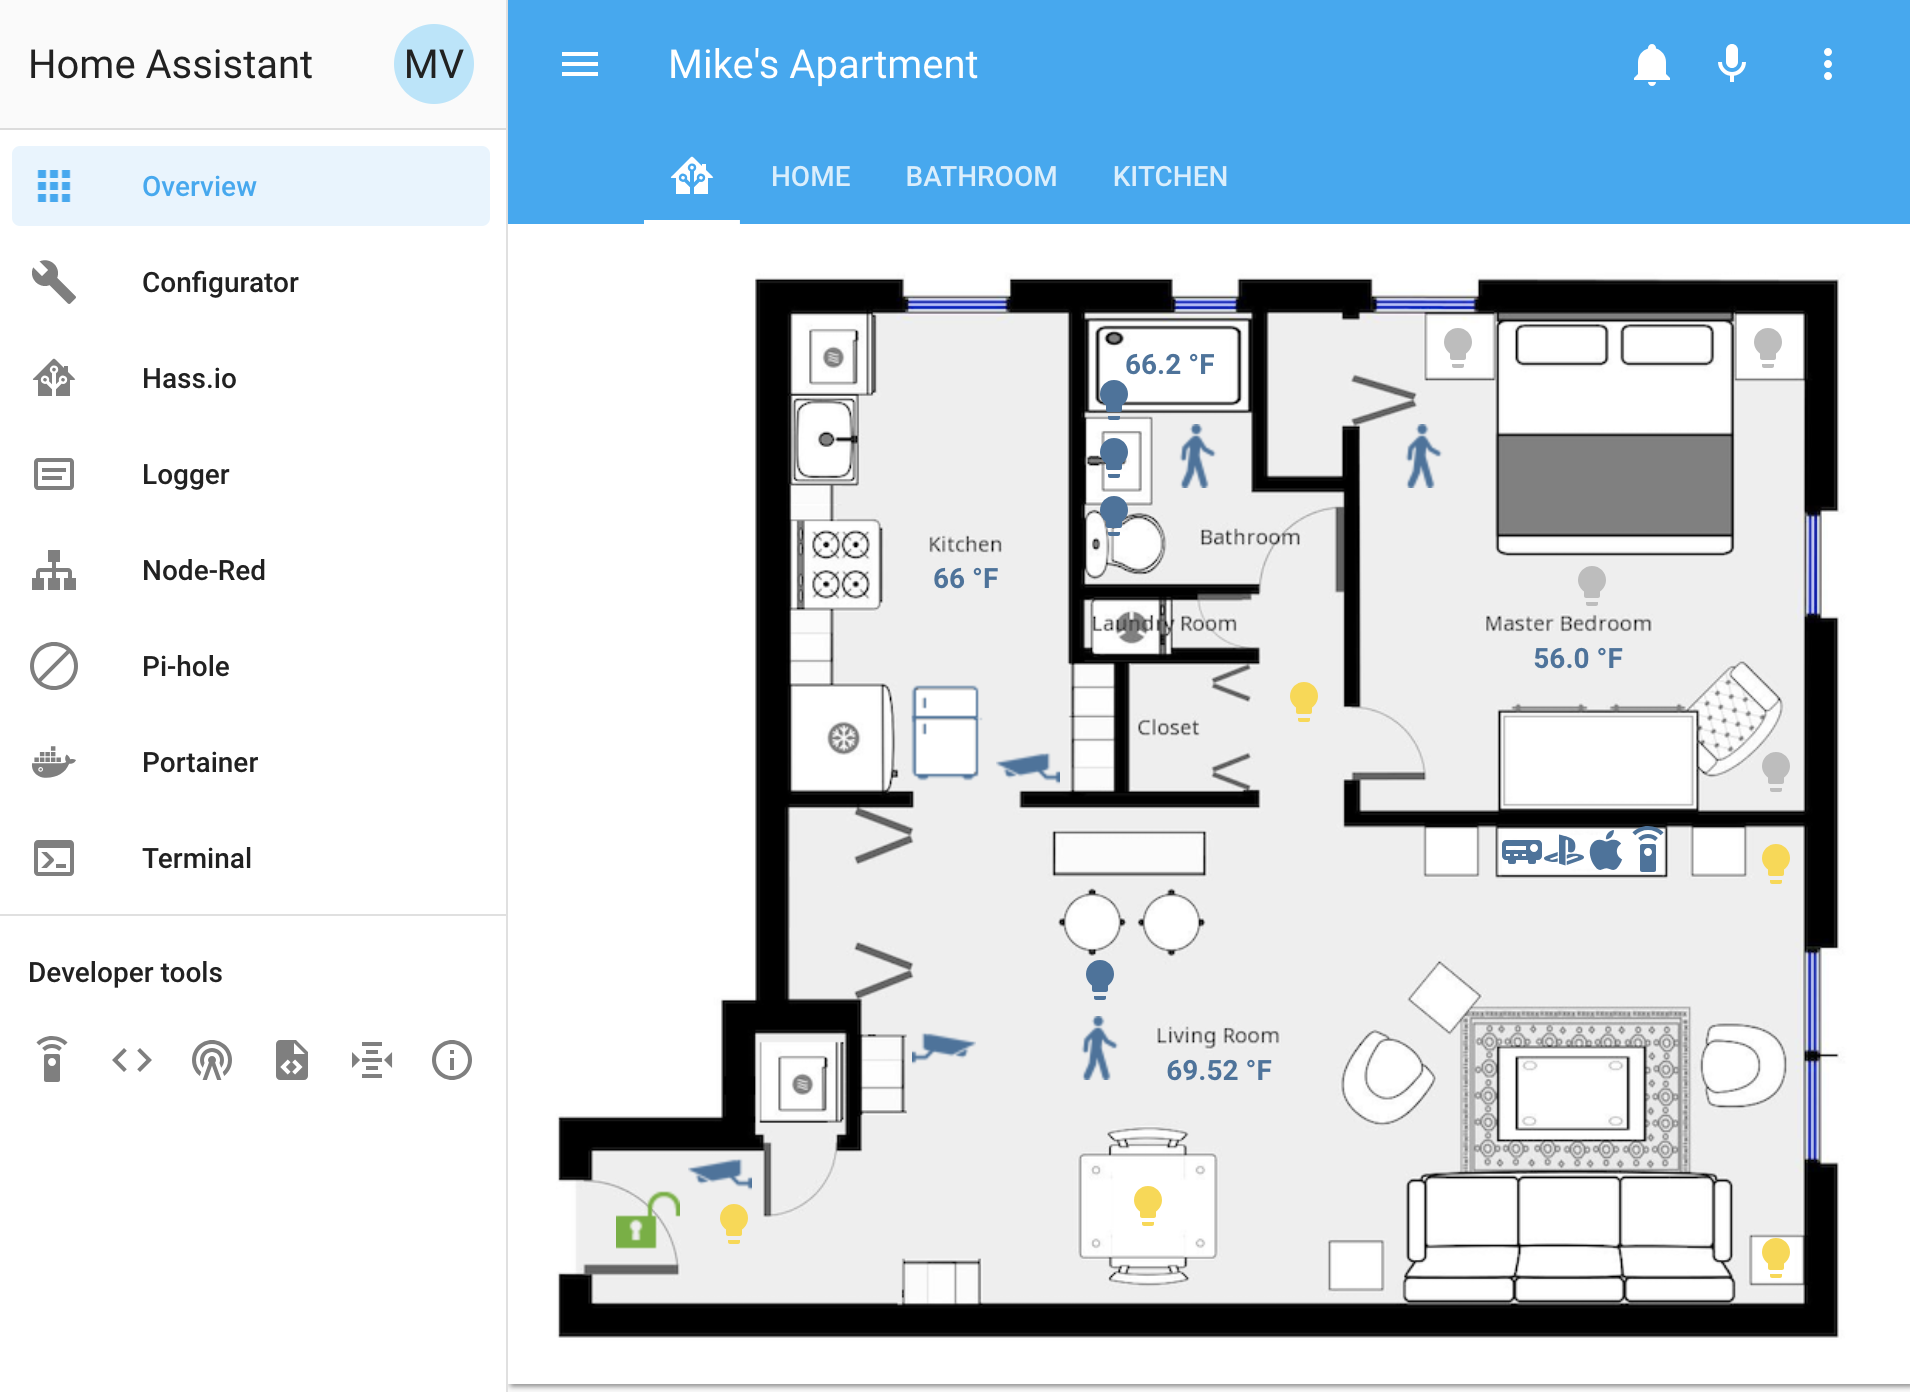 Home Assistant
MV
Overview
Configurator
Hass.io
Logger
Node-Red
Pi-hole
Portainer
Terminal
Developer tools
Mike's Apartment
HOME
BATHROOM
KITCHEN
66.2 °F
Kitchen
66 °F
Bathroom
Laundry Room
Closet
Master Bedroom
56.0 °F
Living Room
69.52 °F